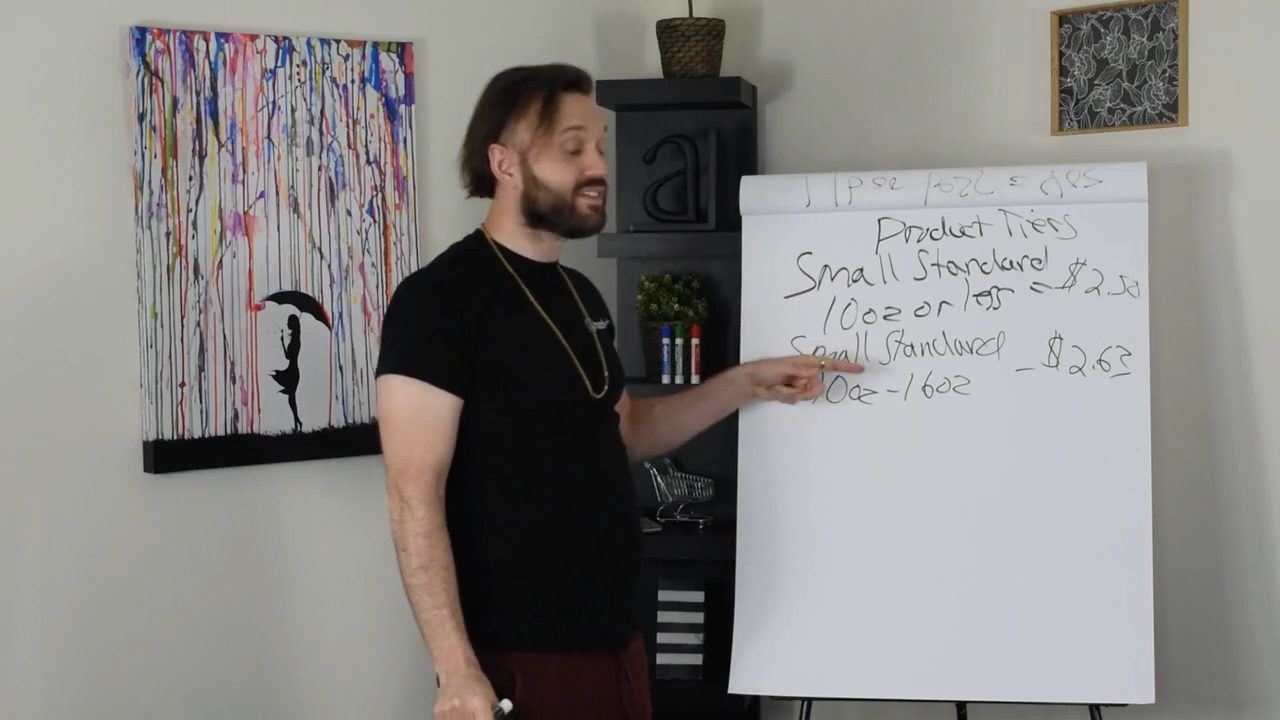 Product Tiers
Small Standard
10oz or less = $2.50
Small Standard - $2.63
10oz-16oz
a